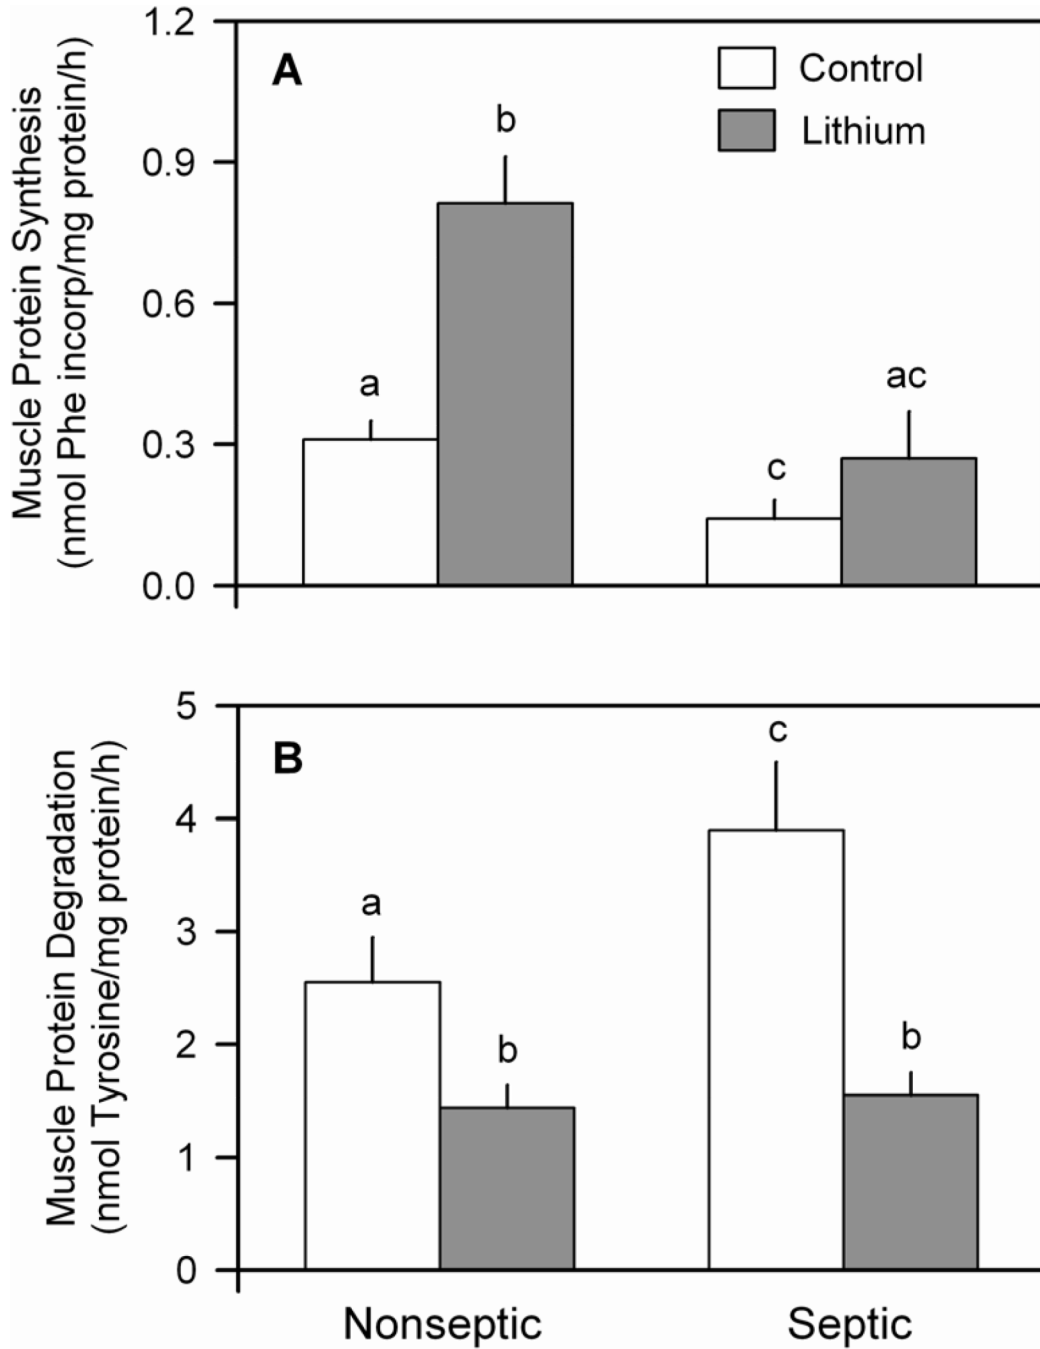 Muscle Protein Synthesis
(nmol Phe incorp/mg protein/h)
1.2
0.9
0.6
0.3
0.0
A
Control
Lithium
a
b
c
ac
Muscle Protein Degradation
(nmol Tyrosine/mg protein/h)
5
4
3
2
1
0
B
a
b
c
b
Nonseptic
Septic